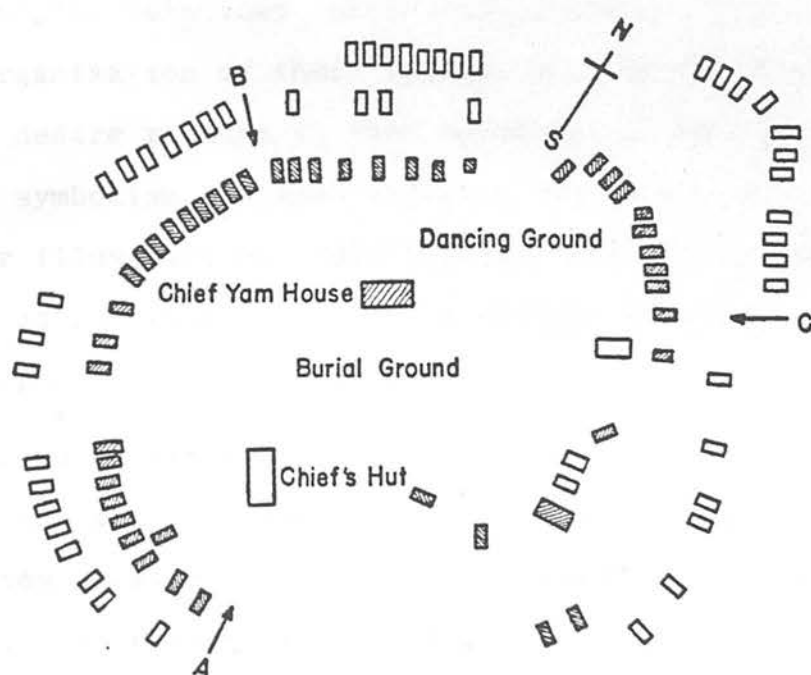 N
B
S
Dancing Ground
Chief Yam House
C
Burial Ground
Chief's Hut
A